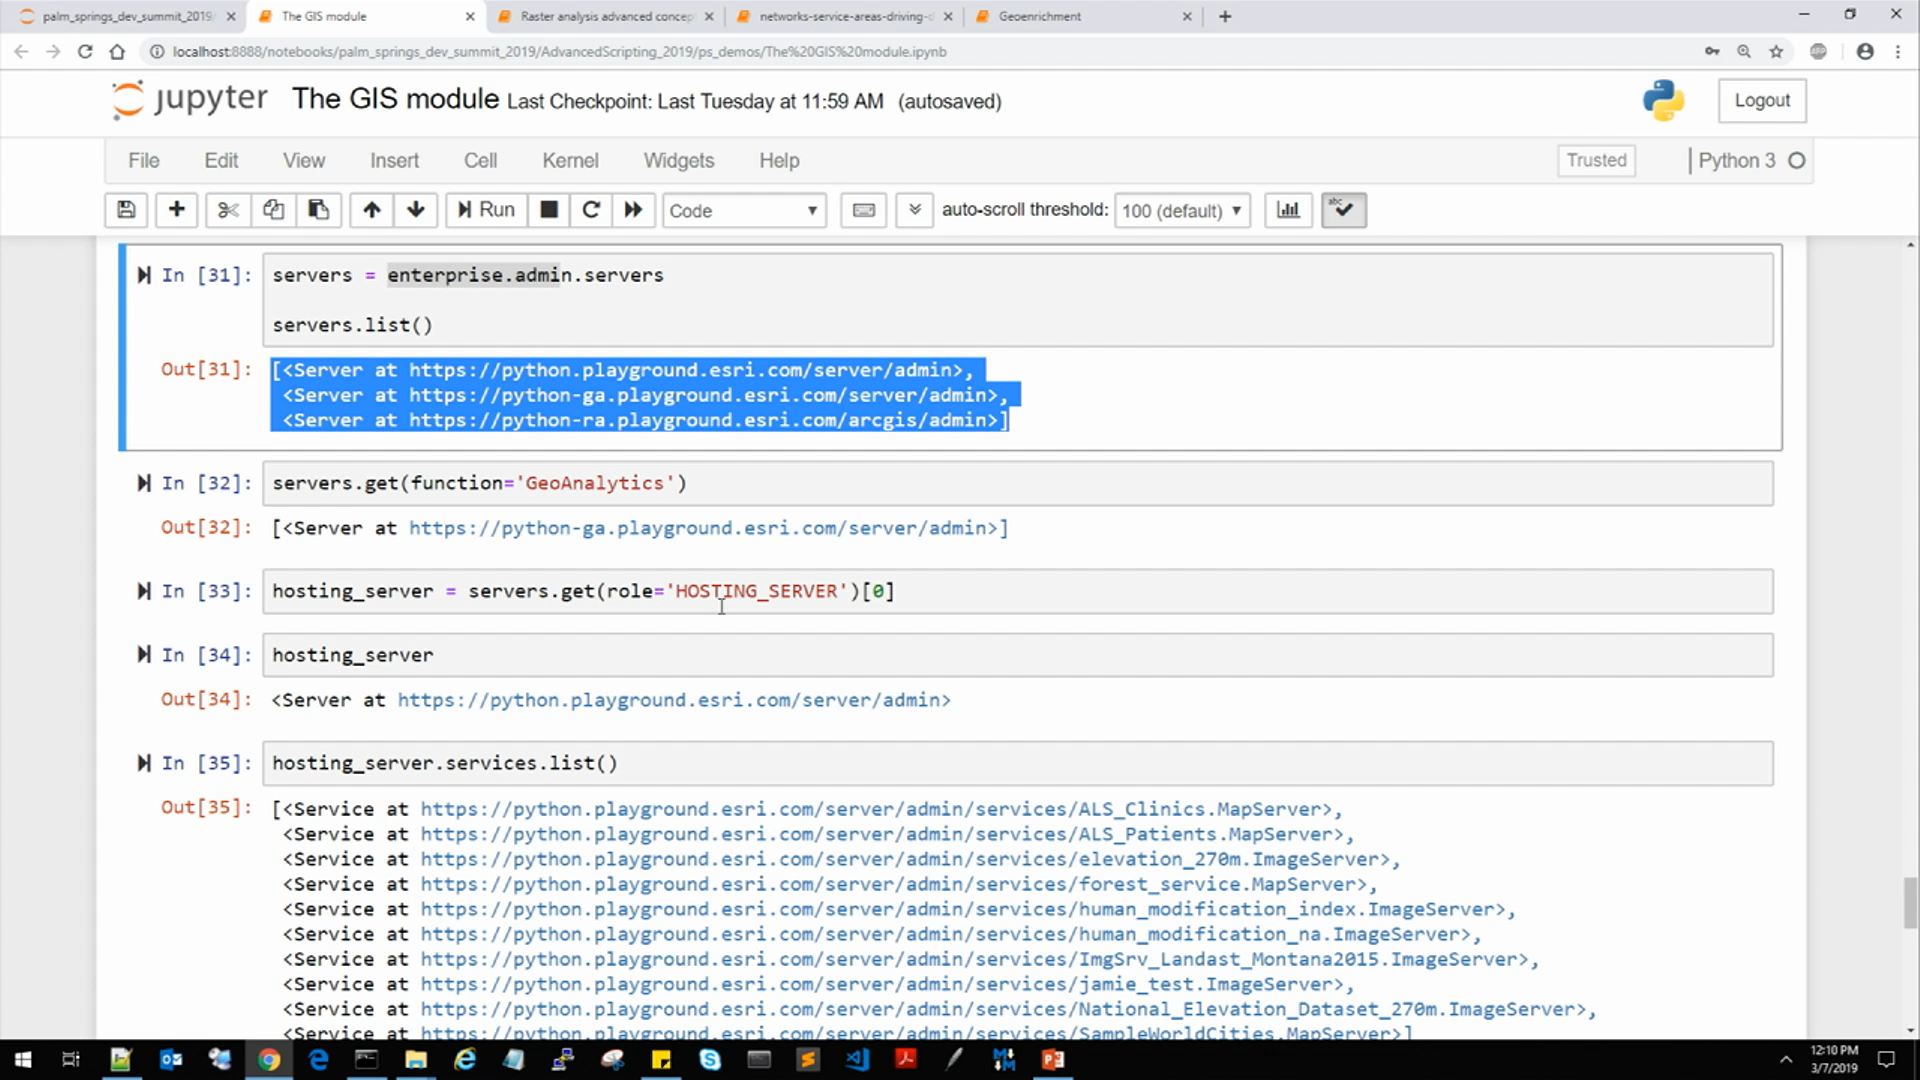 palm_springs_dev_summit_2019/
The GIS module
Raster analysis advanced concep
networks-service-areas-driving-d
Geoenrichment
localhost:8888/notebooks/palm_springs_dev_summit_2019/AdvancedScripting_2019/ps_demos/The%20GIS%20module.ipynb
jupyter The GIS module Last Checkpoint: Last Tuesday at 11:59 AM (autosaved)
Logout
File Edit View Insert Cell Kernel Widgets Help
Trusted
Python 3
Run
Code
auto-scroll threshold: 100 (default)
abc
In [31]: servers = enterprise.admin.servers
servers.list()
Out[31]: [<Server at https://python.playground.esri.com/server/admin>,
<Server at https://python-ga.playground.esri.com/server/admin>,
<Server at https://python-ra.playground.esri.com/arcgis/admin>]
In [32]: servers.get(function='GeoAnalytics')
Out[32]: [<Server at https://python-ga.playground.esri.com/server/admin>]
In [33]: hosting_server = servers.get(role='HOSTING_SERVER')[0]
In [34]: hosting_server
Out[34]: <Server at https://python.playground.esri.com/server/admin>
In [35]: hosting_server.services.list()
Out[35]: [<Service at https://python.playground.esri.com/server/admin/services/ALS_Clinics.MapServer>,
<Service at https://python.playground.esri.com/server/admin/services/ALS_Patients.MapServer>,
<Service at https://python.playground.esri.com/server/admin/services/elevation_270m.ImageServer>,
<Service at https://python.playground.esri.com/server/admin/services/forest_service.MapServer>,
<Service at https://python.playground.esri.com/server/admin/services/human_modification_index.ImageServer>,
<Service at https://python.playground.esri.com/server/admin/services/human_modification_na.ImageServer>,
<Service at https://python.playground.esri.com/server/admin/services/ImgSrv_Landast_Montana2015.ImageServer>,
<Service at https://python.playground.esri.com/server/admin/services/jamie_test.ImageServer>,
<Service at https://python.playground.esri.com/server/admin/services/National_Elevation_Dataset_270m.ImageServer>,
<Service at https://python.playground.esri.com/server/admin/services/SampleWorldCities.MapServer>]
12:10 PM
3/7/2019